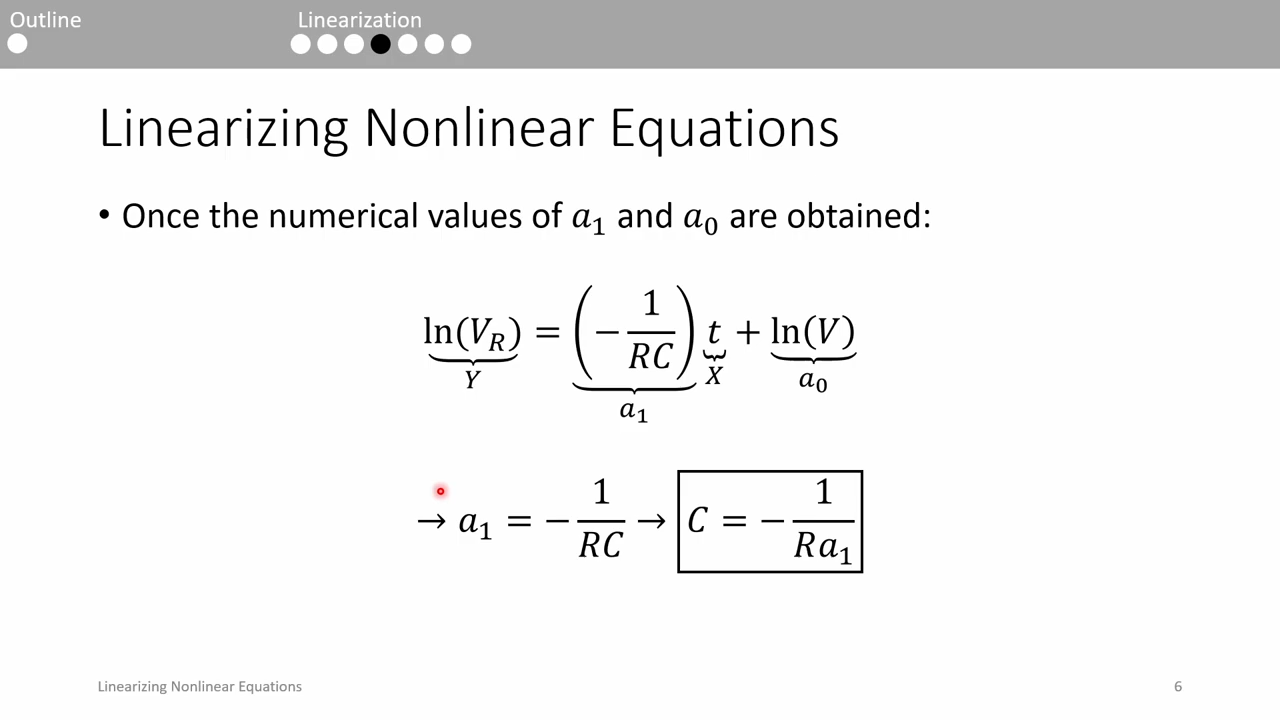 Outline
Linearization
Linearizing Nonlinear Equations
• Once the numerical values of a₁ and a₀ are obtained:
ln(V_R) = (−1/RC) t + ln(V)
Y a₁ X a₀
→ a₁ = −1/RC → C = −1/Ra₁
Linearizing Nonlinear Equations
6